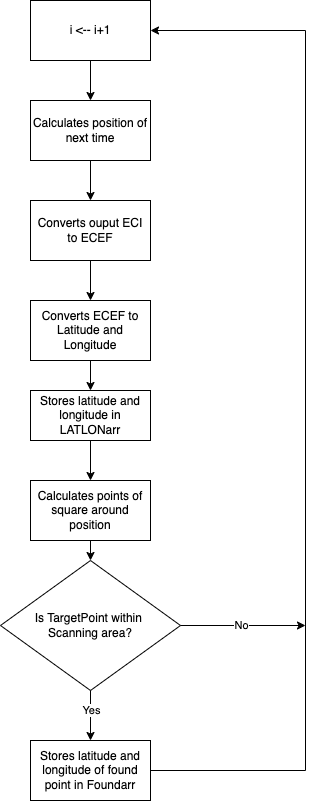 i <-- i+1
Calculates position of
next time
Converts ouput ECI
to ECEF
Converts ECEF to
Latitude and
Longitude
Stores latitude and
longitude in
LATLONarr
Calculates points of
square around
position
Is TargetPoint within
Scanning area?
No
Yes
Stores latitude and
longitude of found
point in Foundarr